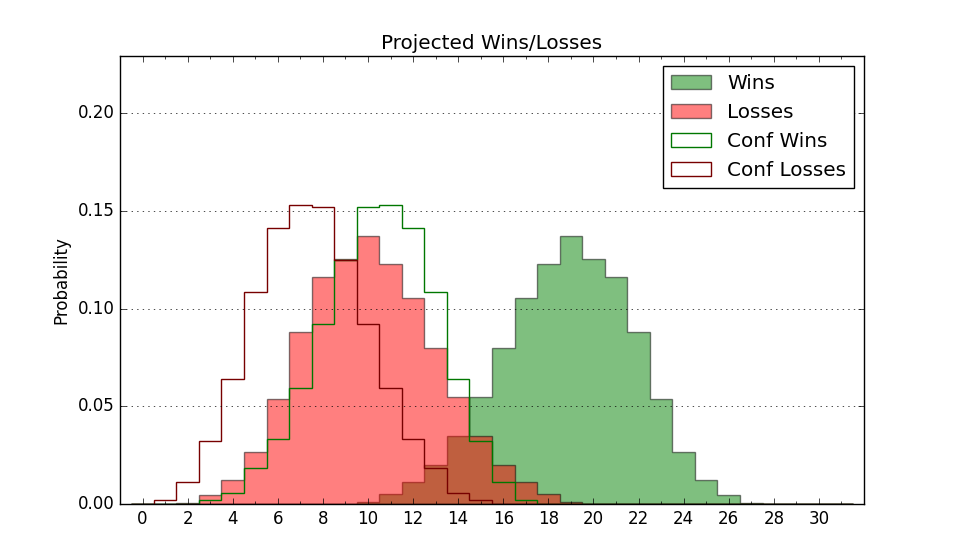 Projected Wins/Losses
Wins
Losses
Conf Wins
Conf Losses
Probability
0.20
0.15
0.10
0.05
0.00
0 2 4 6 8 10 12 14 16 18 20 22 24 26 28 30